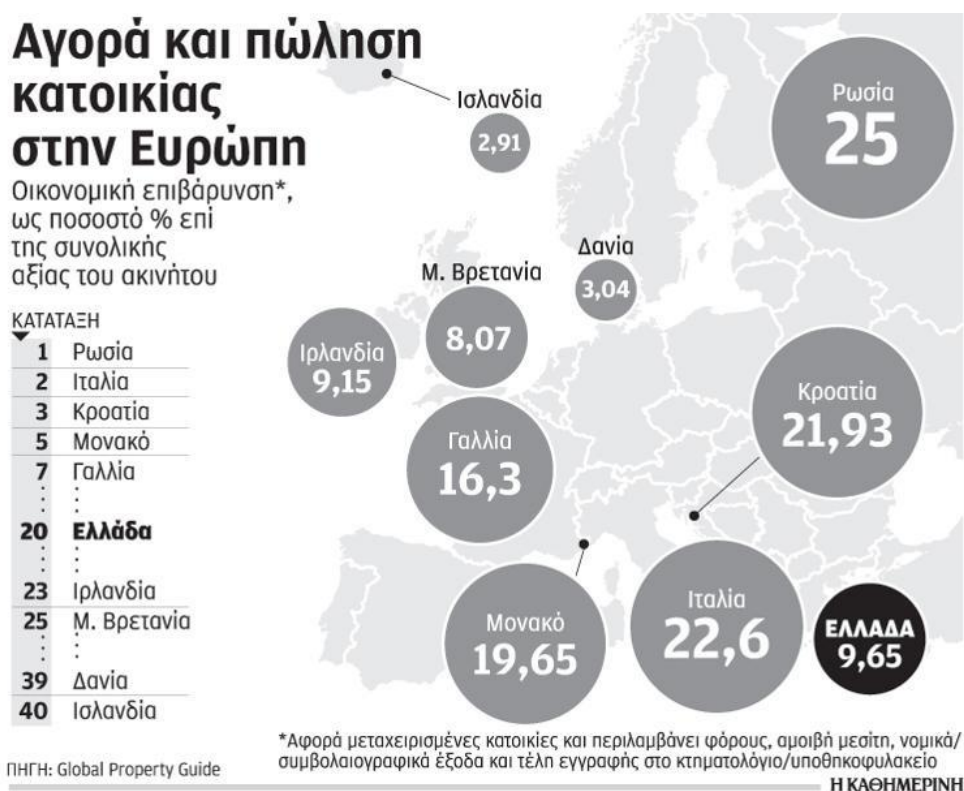 Αγορά και πώληση
κατοικίας
στην Ευρώπη
Οικονομική επιβάρυνση*,
ως ποσοστό % επί
της συνολικής
αξίας του ακινήτου
ΚΑΤΑΤΑΞΗ
1 Ρωσία
2 Ιταλία
3 Κροατία
5 Μονακό
7 Γαλλία
20 Ελλάδα
23 Ιρλανδία
25 Μ. Βρετανία
39 Δανία
40 Ισλανδία
Ισλανδία
2,91
Ρωσία
25
Δανία
3,04
Μ. Βρετανία
8,07
Ιρλανδία
9,15
Κροατία
21,93
Γαλλία
16,3
Μονακό
19,65
Ιταλία
22,6
ΕΛΛΑΔΑ
9,65
*Αφορά μεταχειρισμένες κατοικίες και περιλαμβάνει φόρους, αμοιβή μεσίτη, νομικά/
συμβολαιογραφικά έξοδα και τέλη εγγραφής στο κτηματολόγιο/υποθηκοφυλακείο
ΠΗΓΗ: Global Property Guide
Η ΚΑΘΗΜΕΡΙΝΗ